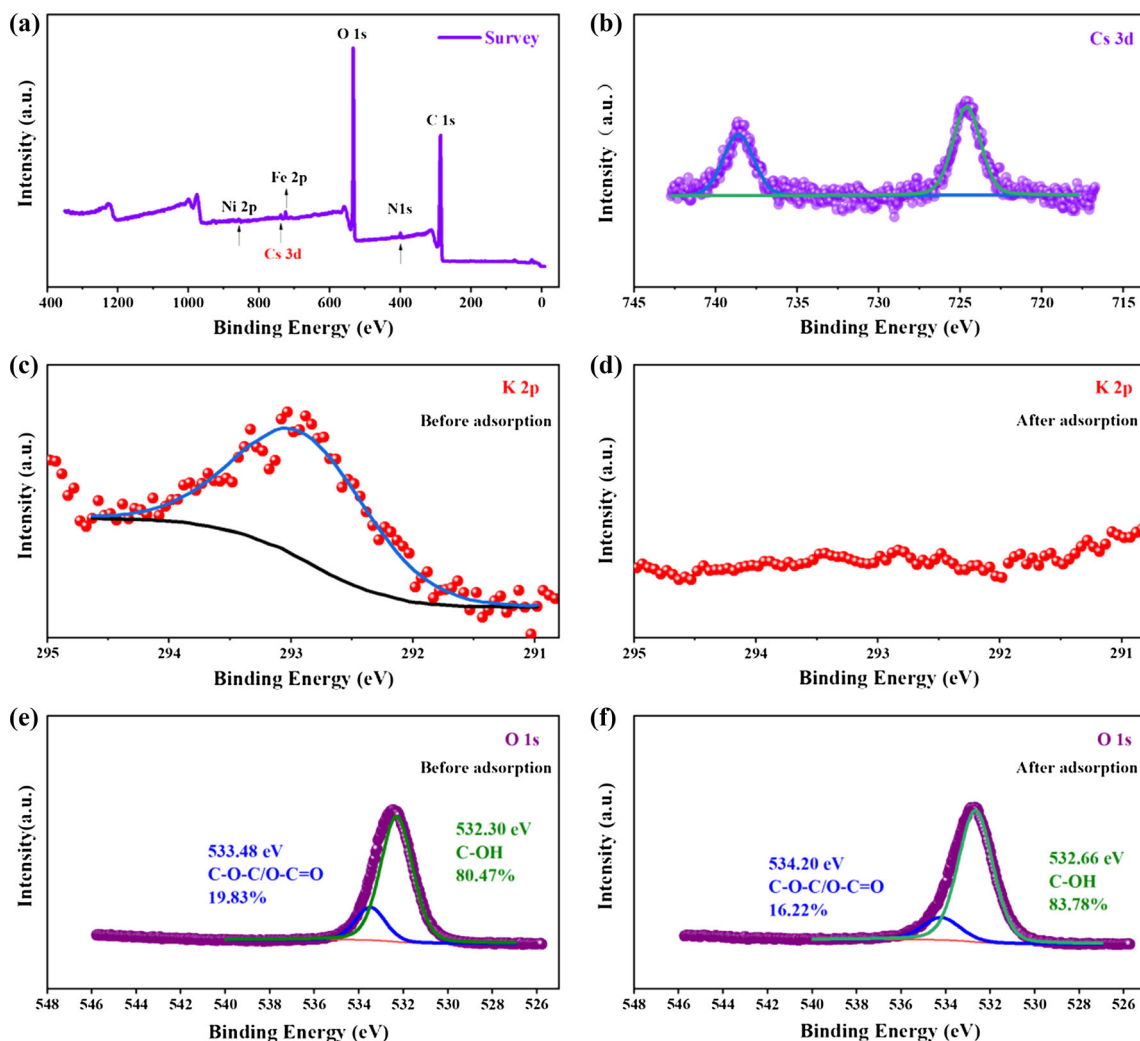 (a)
Survey
O 1s
C 1s
Fe 2p
Ni 2p
N1s
Cs 3d
Intensity (a.u.)
400 1200 1000 800 600 400 200 0
Binding Energy (eV)
(b)
Cs 3d
Intensity（a.u.）
745 740 735 730 725 720 715
Binding Energy (eV)
(c)
K 2p
Before adsorption
Intensity (a.u.)
295 294 293 292 291
Binding Energy (eV)
(d)
K 2p
After adsorption
Intensity (a.u.)
295 294 293 292 291
Binding Energy (eV)
(e)
O 1s
Before adsorption
532.30 eV
C-OH
80.47%
533.48 eV
C-O-C/O-C=O
19.83%
Intensity(a.u.)
548 546 544 542 540 538 536 534 532 530 528 526
Binding Energy (eV)
(f)
O 1s
After adsorption
534.20 eV
C-O-C/O-C=O
16.22%
532.66 eV
C-OH
83.78%
Intensity (a.u.)
548 546 544 542 540 538 536 534 532 530 528 526
Binding Energy (eV)